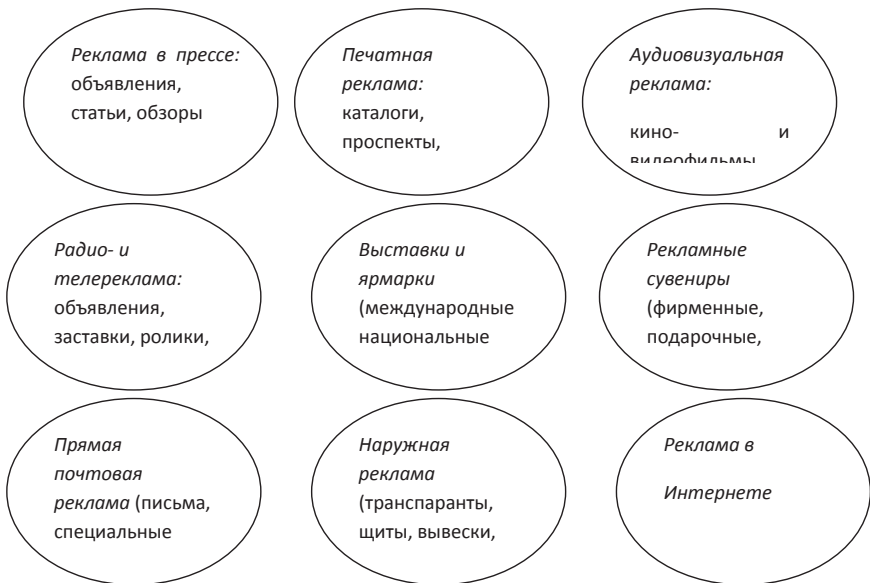 Реклама в прессе:
объявления,
статьи, обзоры
Печатная
реклама:
каталоги,
проспекты,
Аудиовизуальная
реклама:
кино- и
видеофильмы
Радио- и
телереклама:
объявления,
заставки, ролики,
Выставки и
ярмарки
(международные
национальные
Рекламные
сувениры
(фирменные,
подарочные,
Прямая
почтовая
реклама (письма,
специальные
Наружная
реклама
(транспаранты,
щиты, вывески,
Реклама в
Интернете